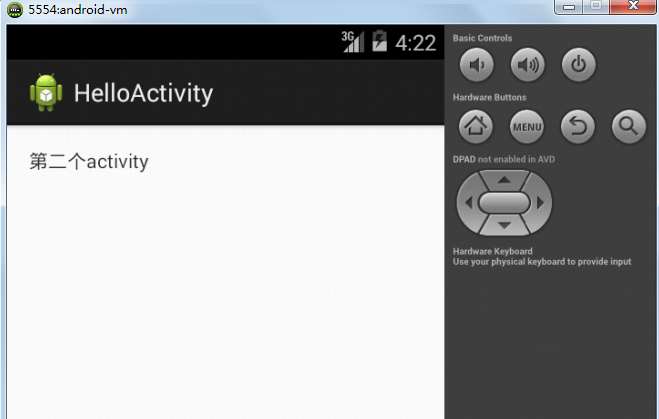 5554:android-vm
3G 4:22
HelloActivity
第二个activity
Basic Controls
Hardware Buttons
MENU
DPAD not enabled in AVD
Hardware Keyboard
Use your physical keyboard to provide input